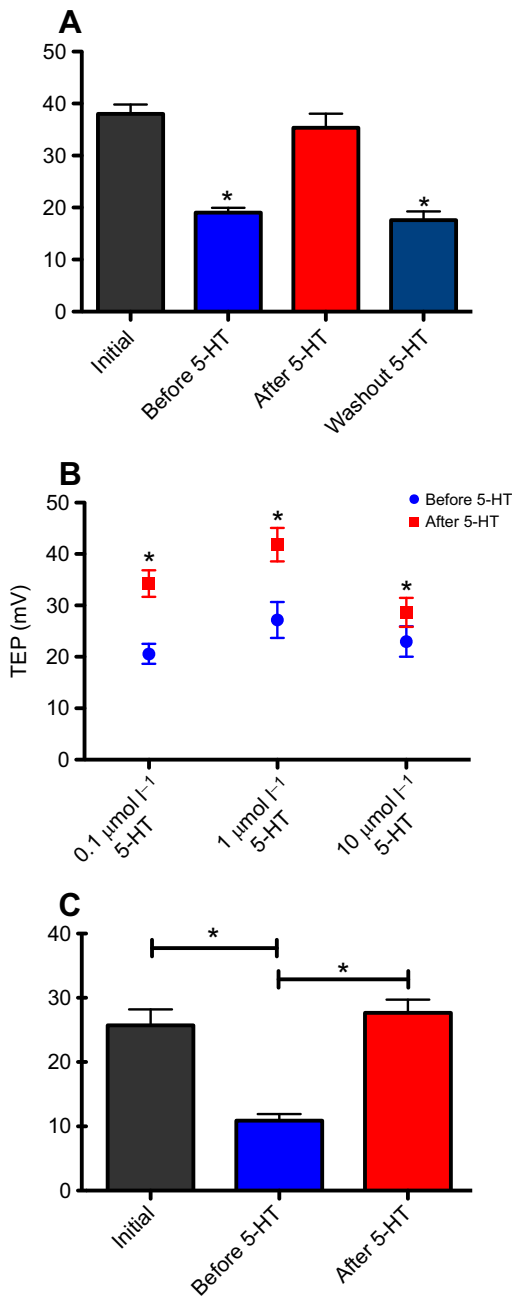 A
50
40
30
20
10
0
*
*
Initial
Before 5-HT
After 5-HT
Washout 5-HT
B
TEP (mV)
50
40
30
20
10
0
Before 5-HT
After 5-HT
*
*
*
0.1 μmol l⁻¹
5-HT
1 μmol l⁻¹
5-HT
10 μmol l⁻¹
5-HT
C
40
30
20
10
0
*
*
Initial
Before 5-HT
After 5-HT